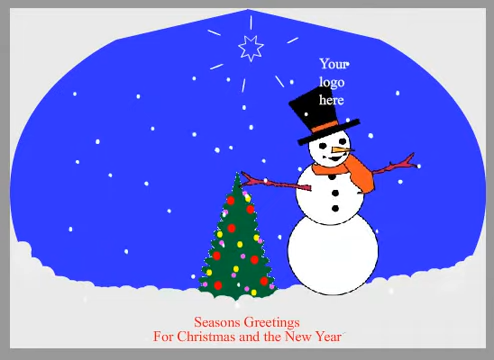 Your
logo
here
Seasons Greetings
For Christmas and the New Year